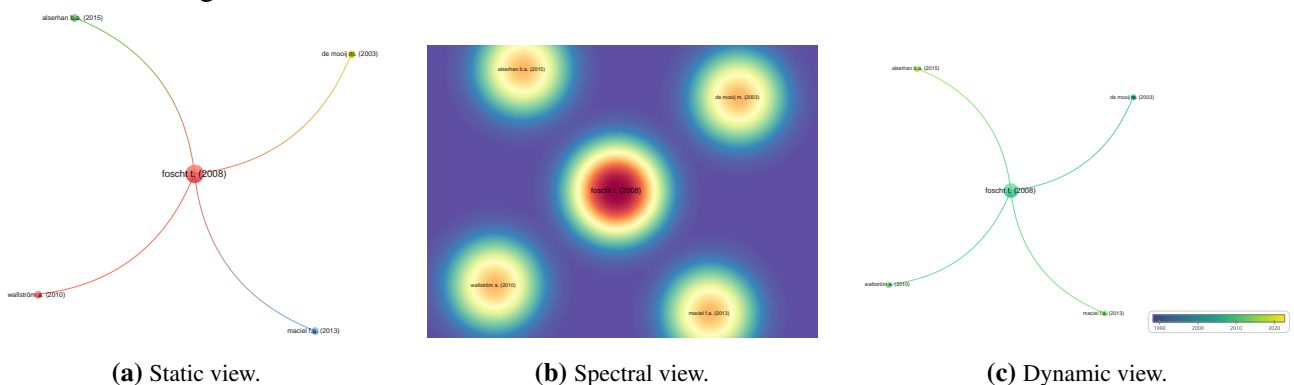 alserhan b.a. (2015)
de mooij m. (2003)
foscht t. (2008)
wallström a. (2010)
maciel f.a. (2013)
alserhan b.a. (2015)
de mooij m. (2003)
foscht t. (2008)
wallström a. (2010)
maciel f.a. (2013)
alserhan b.a. (2015)
de mooij m. (2003)
foscht t. (2008)
wallström a. (2010)
maciel f.a. (2013)
1990 2000 2010 2020
(a) Static view.
(b) Spectral view.
(c) Dynamic view.